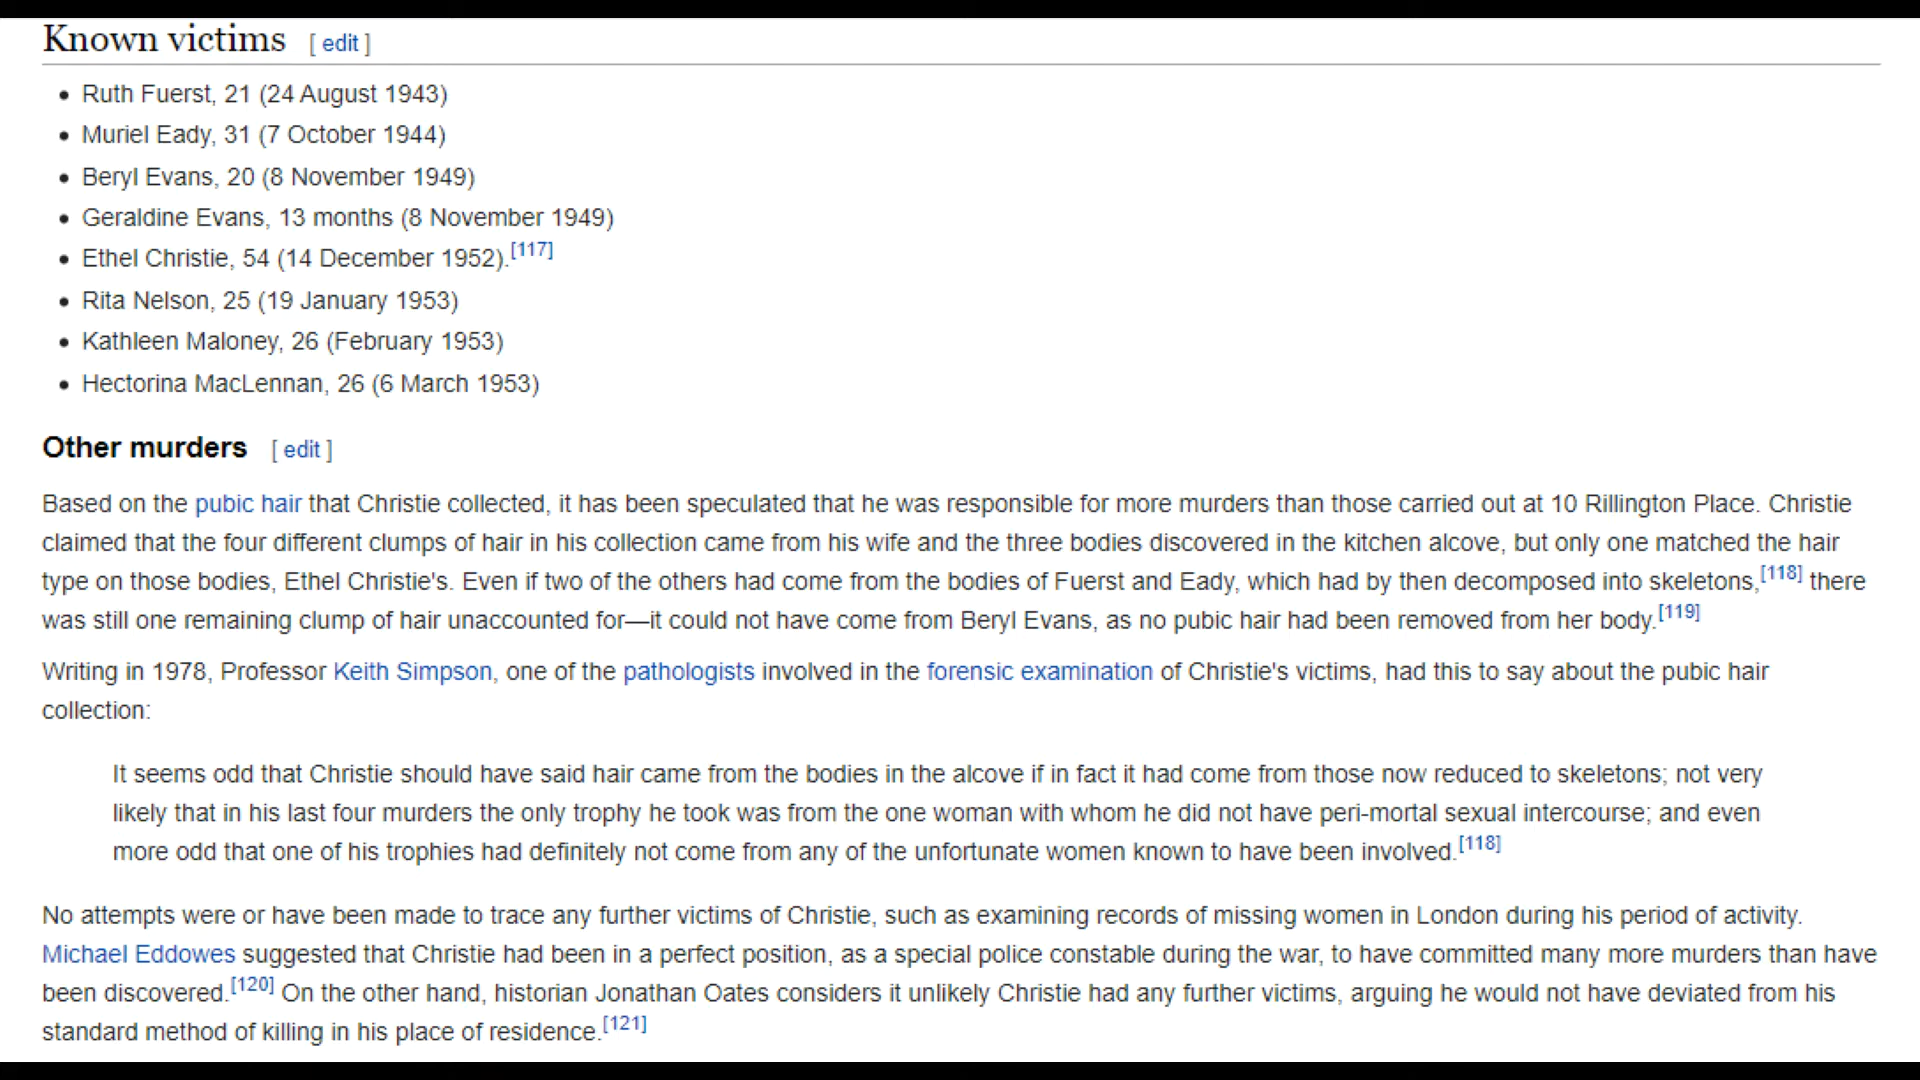 Known victims [ edit ]
• Ruth Fuerst, 21 (24 August 1943)
• Muriel Eady, 31 (7 October 1944)
• Beryl Evans, 20 (8 November 1949)
• Geraldine Evans, 13 months (8 November 1949)
• Ethel Christie, 54 (14 December 1952).[117]
• Rita Nelson, 25 (19 January 1953)
• Kathleen Maloney, 26 (February 1953)
• Hectorina MacLennan, 26 (6 March 1953)
Other murders [ edit ]
Based on the pubic hair that Christie collected, it has been speculated that he was responsible for more murders than those carried out at 10 Rillington Place. Christie
claimed that the four different clumps of hair in his collection came from his wife and the three bodies discovered in the kitchen alcove, but only one matched the hair
type on those bodies, Ethel Christie's. Even if two of the others had come from the bodies of Fuerst and Eady, which had by then decomposed into skeletons,[118] there
was still one remaining clump of hair unaccounted for—it could not have come from Beryl Evans, as no pubic hair had been removed from her body.[119]
Writing in 1978, Professor Keith Simpson, one of the pathologists involved in the forensic examination of Christie's victims, had this to say about the pubic hair
collection:
It seems odd that Christie should have said hair came from the bodies in the alcove if in fact it had come from those now reduced to skeletons; not very
likely that in his last four murders the only trophy he took was from the one woman with whom he did not have peri-mortal sexual intercourse; and even
more odd that one of his trophies had definitely not come from any of the unfortunate women known to have been involved.[118]
No attempts were or have been made to trace any further victims of Christie, such as examining records of missing women in London during his period of activity.
Michael Eddowes suggested that Christie had been in a perfect position, as a special police constable during the war, to have committed many more murders than have
been discovered.[120] On the other hand, historian Jonathan Oates considers it unlikely Christie had any further victims, arguing he would not have deviated from his
standard method of killing in his place of residence.[121]